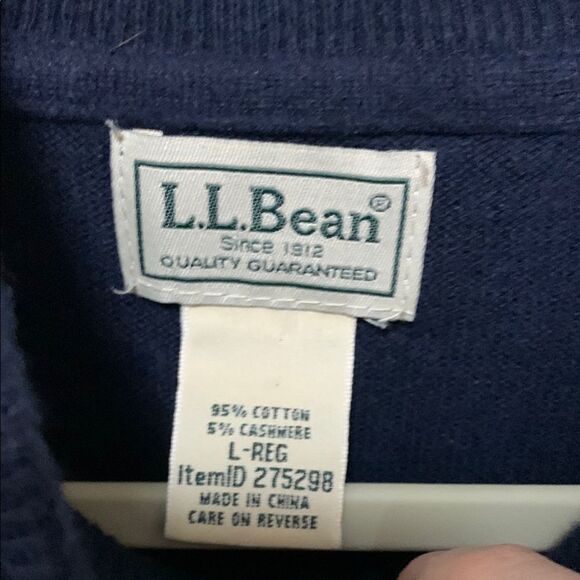 L.L.Bean®
Since 1912
QUALITY GUARANTEED
95% COTTON
5% CASHMERE
L-REG
ItemID 275298
MADE IN CHINA
CARE ON REVERSE